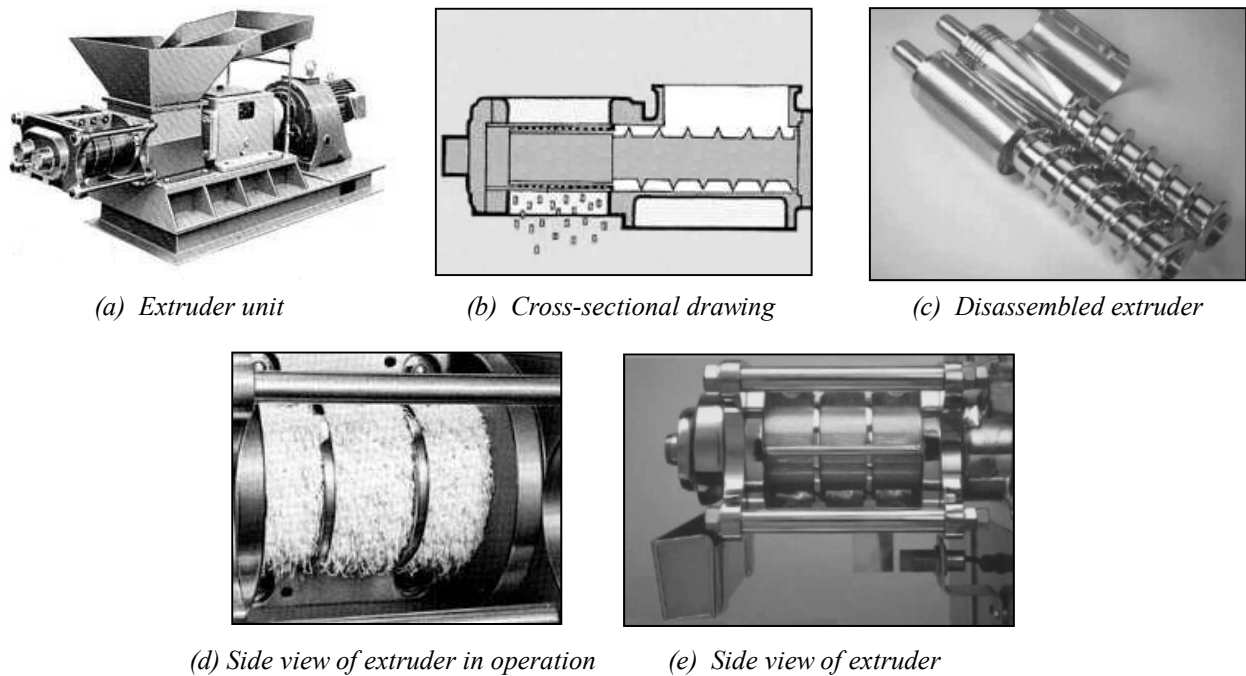 (a) Extruder unit
(b) Cross-sectional drawing
(c) Disassembled extruder
(d) Side view of extruder in operation
(e) Side view of extruder